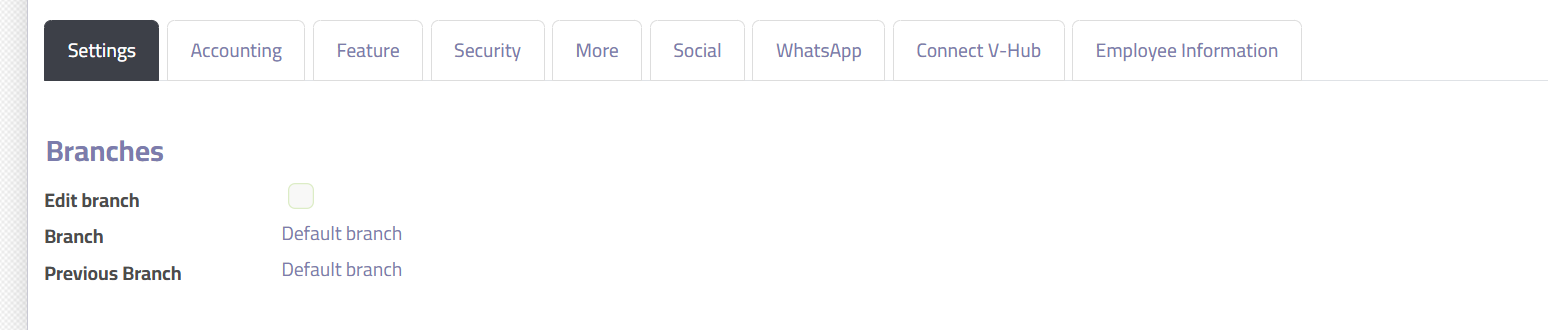 Settings Accounting Feature Security More Social WhatsApp Connect V-Hub Employee Information
Branches
Edit branch
Branch Default branch
Previous Branch Default branch